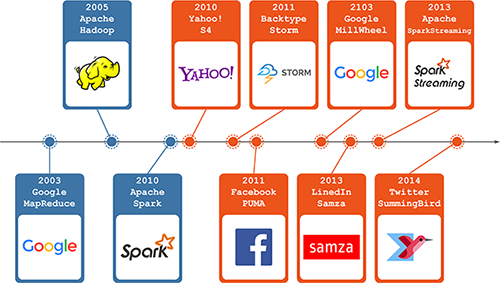 2005
Apache
Hadoop
2010
Yahoo!
S4
YAHOO!
2011
Backtype
Storm
STORM
2103
Google
MillWheel
Google
2013
Apache
SparkStreaming
Spark
Streaming
2003
Google
MapReduce
Google
2010
Apache
Spark
Spark
2011
Facebook
PUMA
f
2013
LinedIn
Samza
samza
2014
Twitter
SummingBird